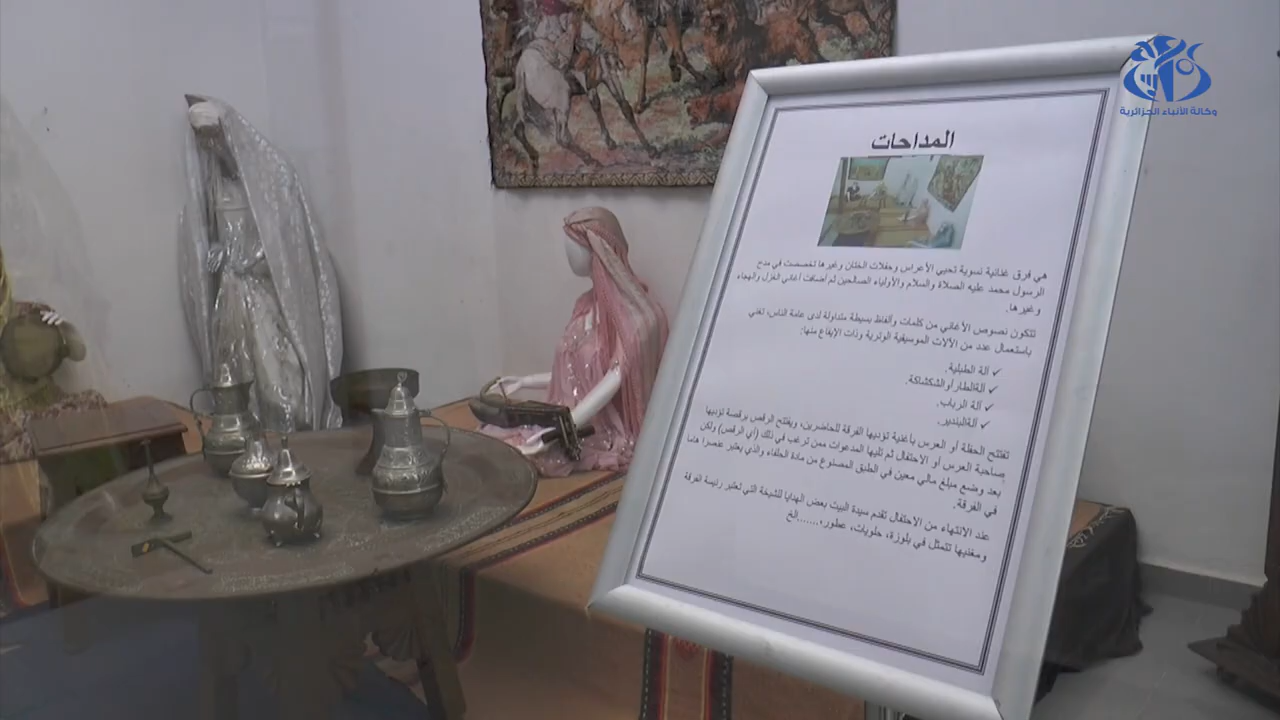 وكالة الأنباء الجزائرية
المداحات
هي فرق غنائية نسوية تحيي الأعراس وحفلات الختان وغيرها تخصصت في مدح
الرسول محمد عليه الصلاة والسلام والأولياء الصالحين ثم أضافت أغاني الغزل والهجاء
وغيرها.
تتكون نصوص الأغاني من كلمات وألفاظ بسيطة متداولة لدى عامة الناس، تغني
باستعمال عدد من الآلات الموسيقية الوترية وذات الإيقاع منها:
✓ آلة الطبلية.
✓ آلةالطارأوالشكشاكة.
✓ آلة الرباب.
✓ آلةالبندير.
تفتتح الحفلة أو العرس بأغنية تؤديها الفرقة للحاضرين، ويفتتح الرقص برقصة تؤديها
صاحبة العرس أو الاحتفال ثم تليها المدعوات ممن ترغب في ذلك (أي الرقص) ولكن
بعد وضع مبلغ مالي معين في الطبق المصنوع من مادة الحلفاء والذي يعتبر عنصرا هاما
في الفرقة.
عند الانتهاء من الاحتفال تقدم سيدة البيت بعض الهدايا للشيخة التي تعتبر رئيسة الفرقة
ومغنيها تتمثل في بلوزة، حلويات، عطور،.......الخ